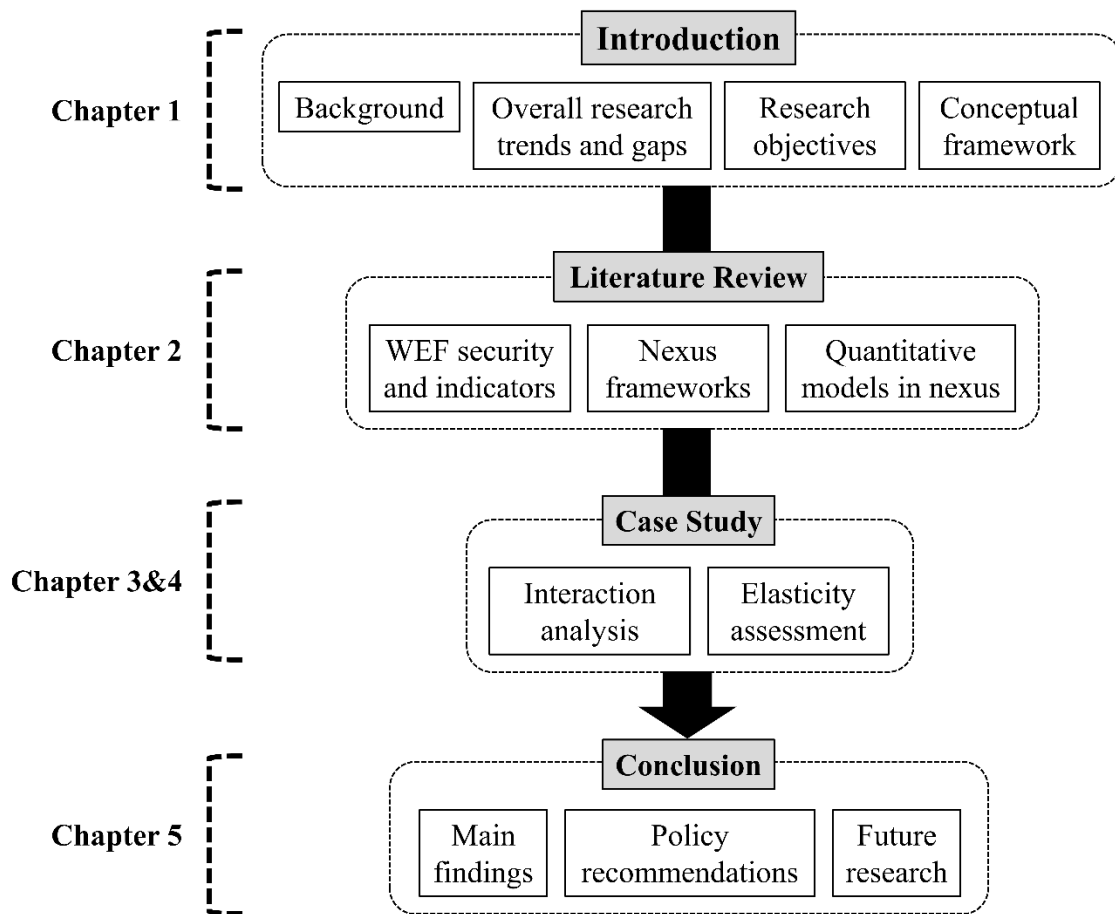 Introduction
Chapter 1
Background
Overall research
trends and gaps
Research
objectives
Conceptual
framework
Literature Review
Chapter 2
WEF security
and indicators
Nexus
frameworks
Quantitative
models in nexus
Case Study
Chapter 3&4
Interaction
analysis
Elasticity
assessment
Conclusion
Chapter 5
Main
findings
Policy
recommendations
Future
research